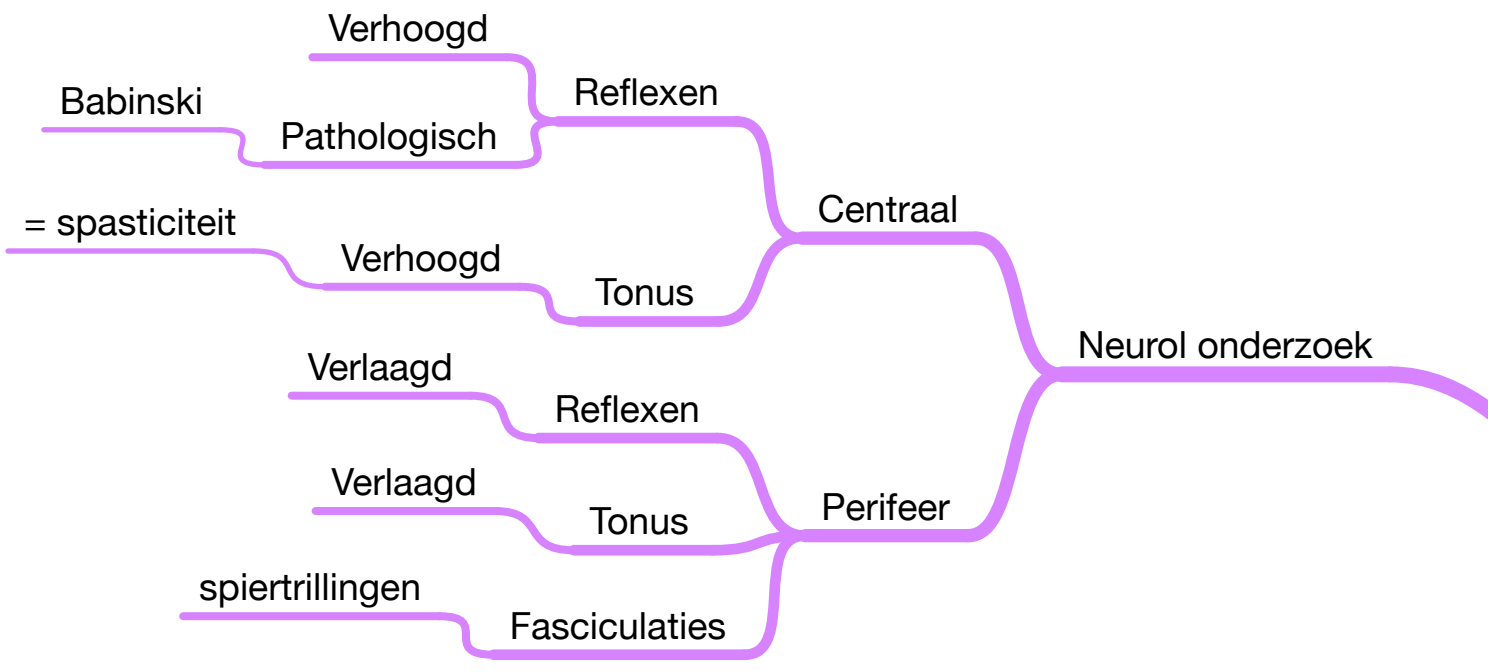 Verhoogd
Reflexen
Babinski
Pathologisch
Centraal
= spasticiteit
Verhoogd
Tonus
Neurol onderzoek
Verlaagd
Reflexen
Verlaagd
Tonus
Perifeer
spiertrillingen
Fasciculaties